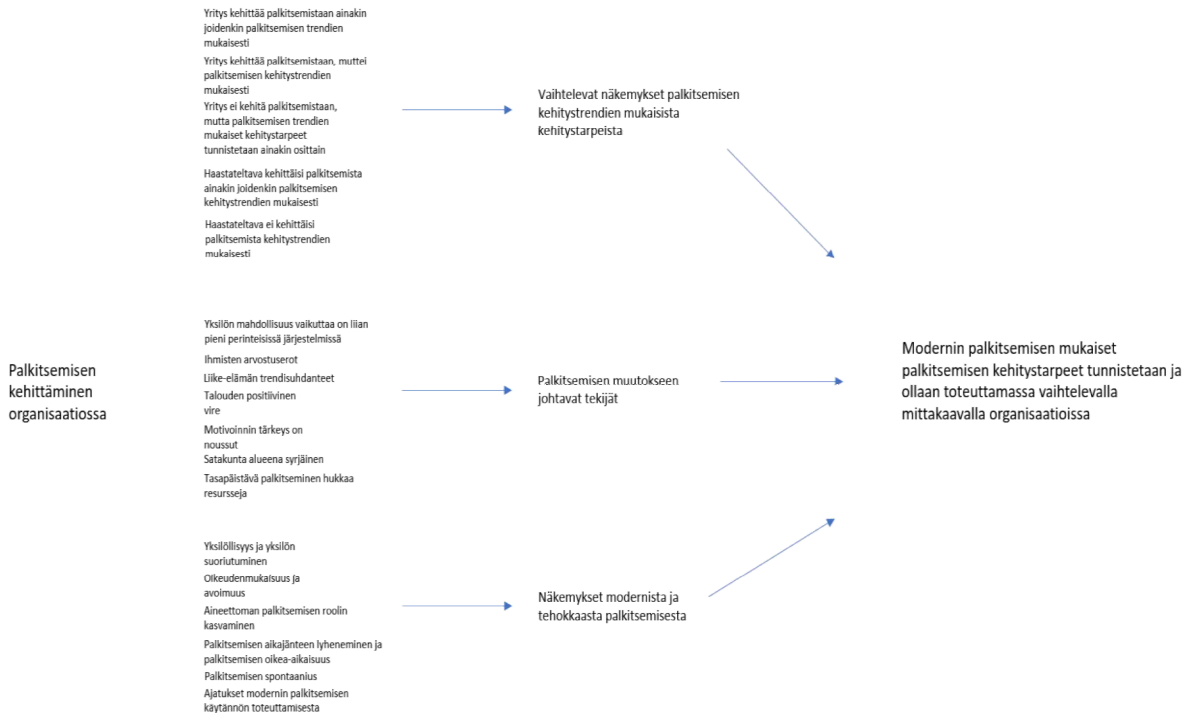 Palkitsemisen
kehittäminen
organisaatiossa
Yritys kehittää palkitsemistaan ainakin
joidenkin palkitsemisen trendien
mukaisesti
Yritys kehittää palkitsemistaan, muttei
palkitsemisen kehitystrendien
mukaisesti
Yritys ei kehitä palkitsemistaan,
mutta palkitsemisen trendien
mukaiset kehitystarpeet
tunnistetaan ainakin osittain
Haastateltava kehittäisi palkitsemista
ainakin joidenkin palkitsemisen
kehitystrendien mukaisesti
Haastateltava ei kehittäisi
palkitsemista kehitystrendien
mukaisesti
Vaihtelevat näkemykset palkitsemisen
kehitystrendien mukaisista
kehitystarpeista
Yksilön mahdollisuus vaikuttaa on liian
pieni perinteisissä järjestelmissä
Ihmisten arvostuserot
Liike-elämän trendisuhdanteet
Talouden positiivinen
vire
Motivoinnin tärkeys on
noussut
Satakunta alueena syrjäinen
Tasapäistävä palkitseminen hukkaa
resursseja
Palkitsemisen muutokseen
johtavat tekijät
Yksilöllisyys ja yksilön
suoriutuminen
Oikeudenmukaisuus ja
avoimuus
Aineettoman palkitsemisen roolin
kasvaminen
Palkitsemisen aikajänteen lyheneminen ja
palkitsemisen oikea-aikaisuus
Palkitsemisen spontaanius
Ajatukset modernin palkitsemisen
käytännön toteuttamisesta
Näkemykset modernista ja
tehokkaasta palkitsemisesta
Modernin palkitsemisen mukaiset
palkitsemisen kehitystarpeet tunnistetaan ja
ollaan toteuttamassa vaihtelevalla
mittakaavalla organisaatioissa